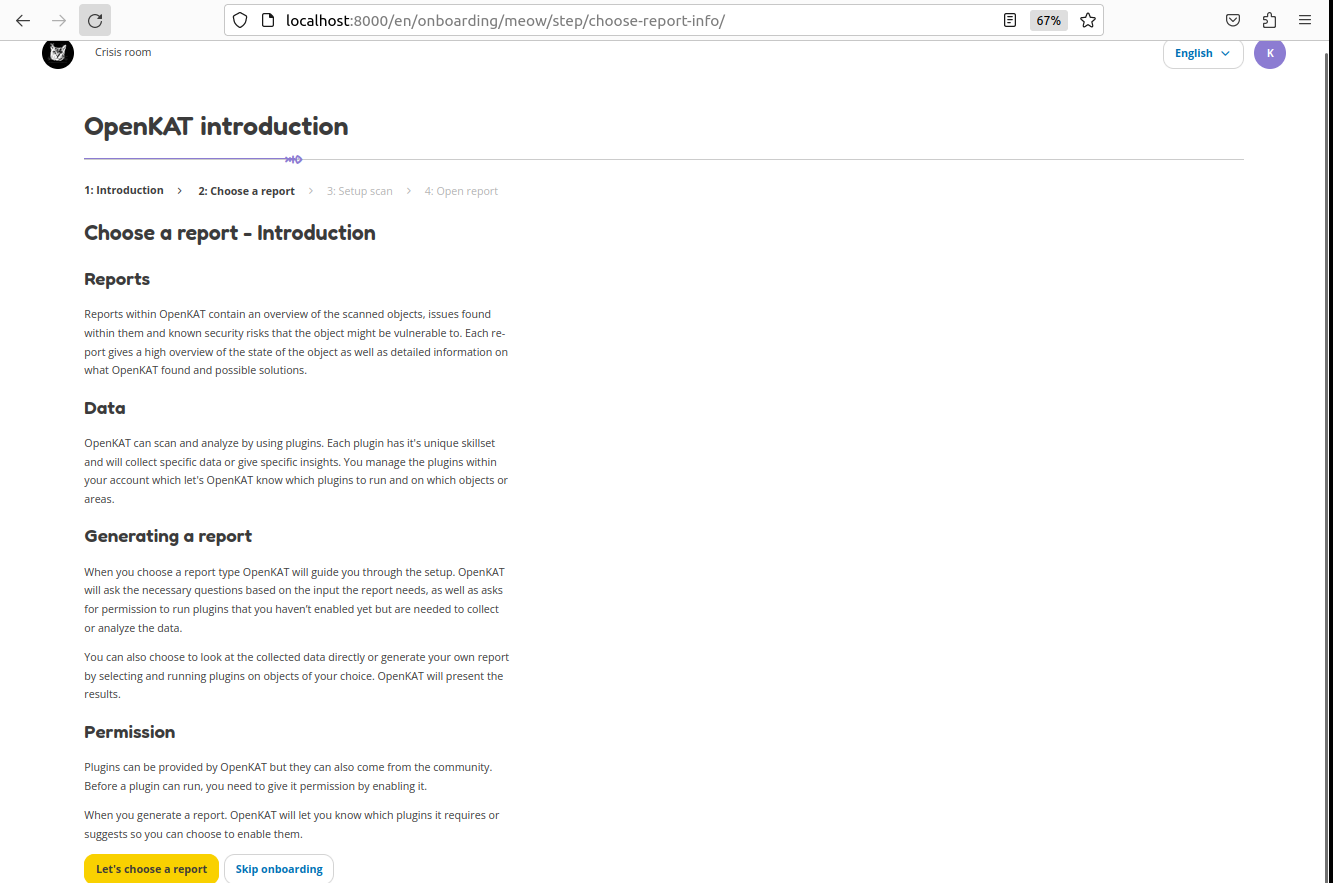 localhost:8000/en/onboarding/meow/step/choose-report-info/
67%
Crisis room
English
K
OpenKAT introduction
1: Introduction
2: Choose a report
3: Setup scan
4: Open report
Choose a report - Introduction
Reports
Reports within OpenKAT contain an overview of the scanned objects, issues found
within them and known security risks that the object might be vulnerable to. Each re-
port gives a high overview of the state of the object as well as detailed information on
what OpenKAT found and possible solutions.
Data
OpenKAT can scan and analyze by using plugins. Each plugin has it's unique skillset
and will collect specific data or give specific insights. You manage the plugins within
your account which let's OpenKAT know which plugins to run and on which objects or
areas.
Generating a report
When you choose a report type OpenKAT will guide you through the setup. OpenKAT
will ask the necessary questions based on the input the report needs, as well as asks
for permission to run plugins that you haven't enabled yet but are needed to collect
or analyze the data.
You can also choose to look at the collected data directly or generate your own report
by selecting and running plugins on objects of your choice. OpenKAT will present the
results.
Permission
Plugins can be provided by OpenKAT but they can also come from the community.
Before a plugin can run, you need to give it permission by enabling it.
When you generate a report. OpenKAT will let you know which plugins it requires or
suggests so you can choose to enable them.
Let's choose a report
Skip onboarding